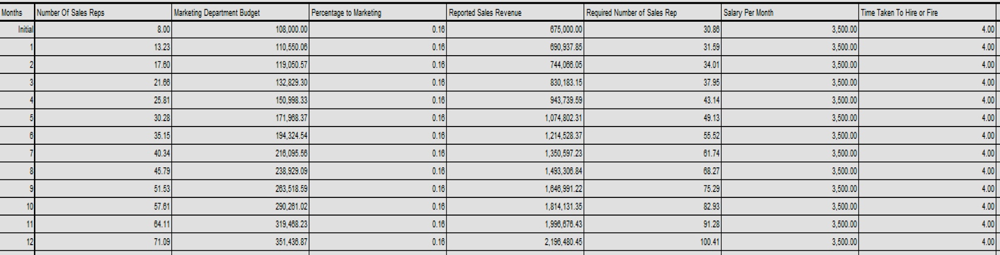 Months Number Of Sales Reps Marketing Department Budget Percentage to Marketing Reported Sales Revenue Required Number of Sales Rep Salary Per Month Time Taken To Hire or Fire
Initial 8.00 108,000.00 0.16 675,000.00 30.86 3,500.00 4.00
1 13.23 110,550.06 0.16 690,937.85 31.59 3,500.00 4.00
2 17.60 119,050.57 0.16 744,066.05 34.01 3,500.00 4.00
3 21.66 132,829.30 0.16 830,183.15 37.95 3,500.00 4.00
4 25.81 150,998.33 0.16 943,739.59 43.14 3,500.00 4.00
5 30.28 171,968.37 0.16 1,074,802.31 49.13 3,500.00 4.00
6 35.15 194,324.54 0.16 1,214,528.37 55.52 3,500.00 4.00
7 40.34 216,095.56 0.16 1,350,597.23 61.74 3,500.00 4.00
8 45.79 238,929.09 0.16 1,493,306.84 68.27 3,500.00 4.00
9 51.53 263,518.59 0.16 1,646,991.22 75.29 3,500.00 4.00
10 57.61 290,261.02 0.16 1,814,131.35 82.93 3,500.00 4.00
11 64.11 319,468.23 0.16 1,996,676.43 91.28 3,500.00 4.00
12 71.09 351,436.87 0.16 2,196,480.45 100.41 3,500.00 4.00